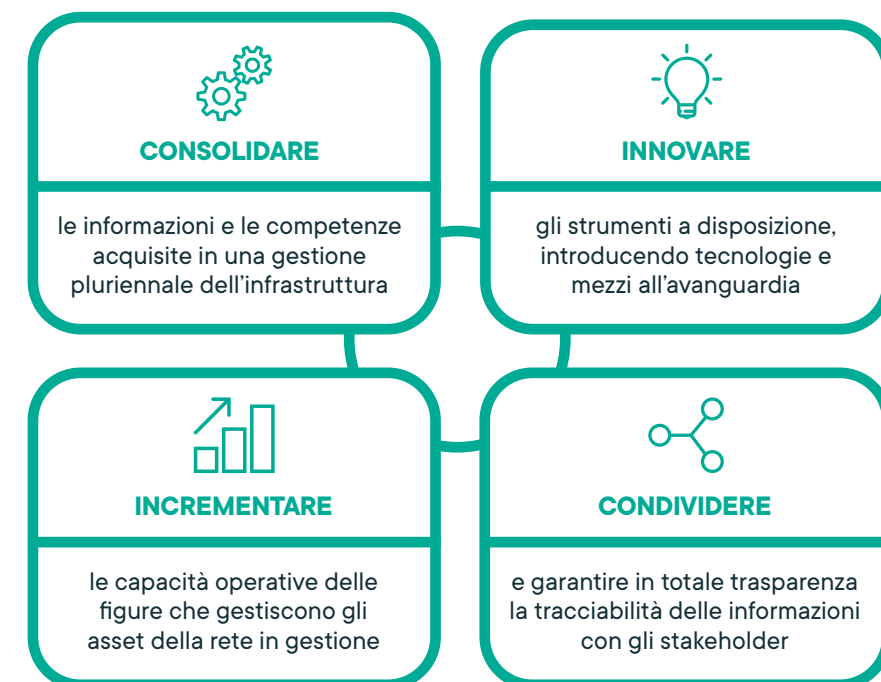 CONSOLIDARE
le informazioni e le competenze
acquisite in una gestione
pluriennale dell’infrastruttura
INNOVARE
gli strumenti a disposizione,
introducendo tecnologie e
mezzi all’avanguardia
INCREMENTARE
le capacità operative delle
figure che gestiscono gli
asset della rete in gestione
CONDIVIDERE
e garantire in totale trasparenza
la tracciabilità delle informazioni
con gli stakeholder